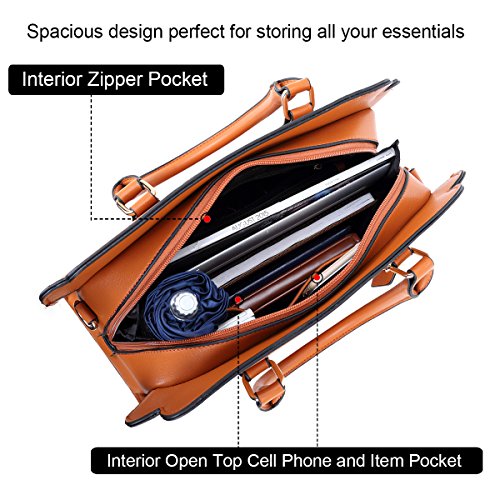 Spacious design perfect for storing all your essentials
Interior Zipper Pocket
Interior Open Top Cell Phone and Item Pocket